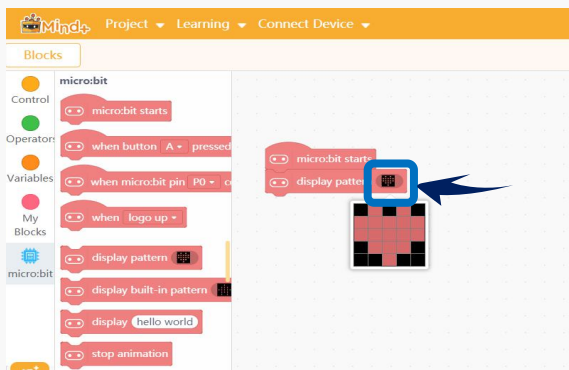 Mind+ Project Learning Connect Device
Blocks
micro:bit
Control
Operators
Variables
My
Blocks
micro:bit
micro:bit starts
when button A pressed
when micro:bit pin P0
when logo up
display pattern
display built-in pattern
display hello world
stop animation
micro:bit starts
display patter